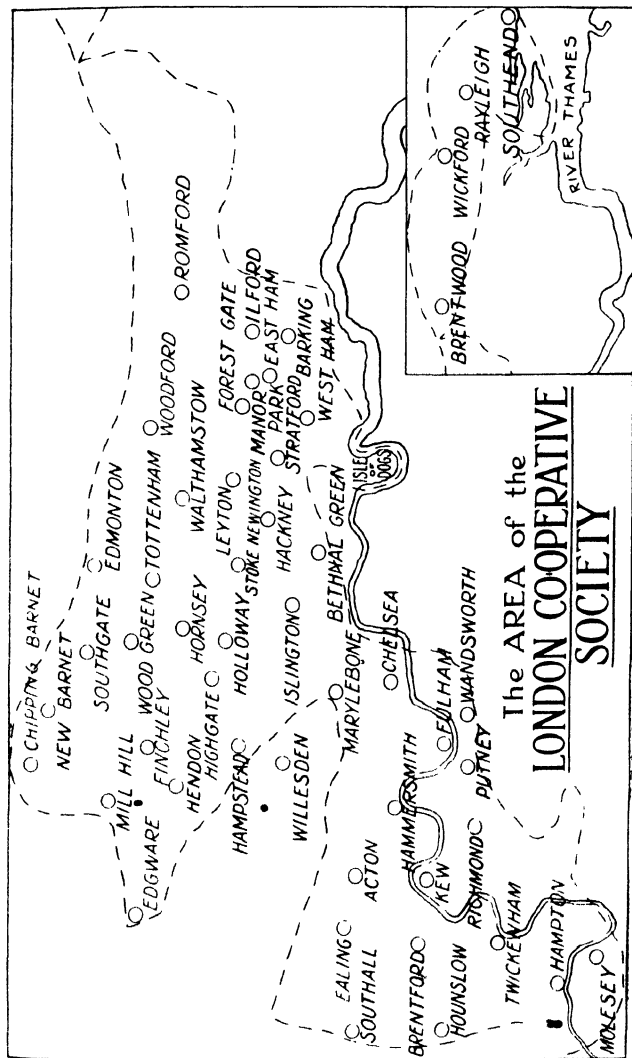 CHIPPING BARNET
NEW BARNET
SOUTHGATE
EDMONTON
MILL HILL
EDGWARE
FINCHLEY
WOOD GREEN
TOTTENHAM
WOODFORD
HENDON
HIGHGATE
HORNSEY
WALTHAMSTOW
ROMFORD
HAMPSTEAD
HOLLOWAY
LEYTON
FOREST GATE
STOKE NEWINGTON
MANOR
PARK
ILFORD
EAST HAM
WILLESDEN
ISLINGTON
HACKNEY
STRATFORD
BARKING
WEST HAM
MARYLEBONE
BETHNAL GREEN
ISLE
OF
DOGS
EALING
SOUTHALL
ACTON
CHELSEA
HAMMERSMITH
BRENTFORD
HOUNSLOW
KEW
FULHAM
RICHMOND
PUTNEY
WANDSWORTH
TWICKENHAM
HAMPTON
MOLESEY
The AREA of the
LONDON CO-OPERATIVE
SOCIETY
BRENTWOOD
WICKFORD
RAYLEIGH
SOUTHEND
RIVER THAMES